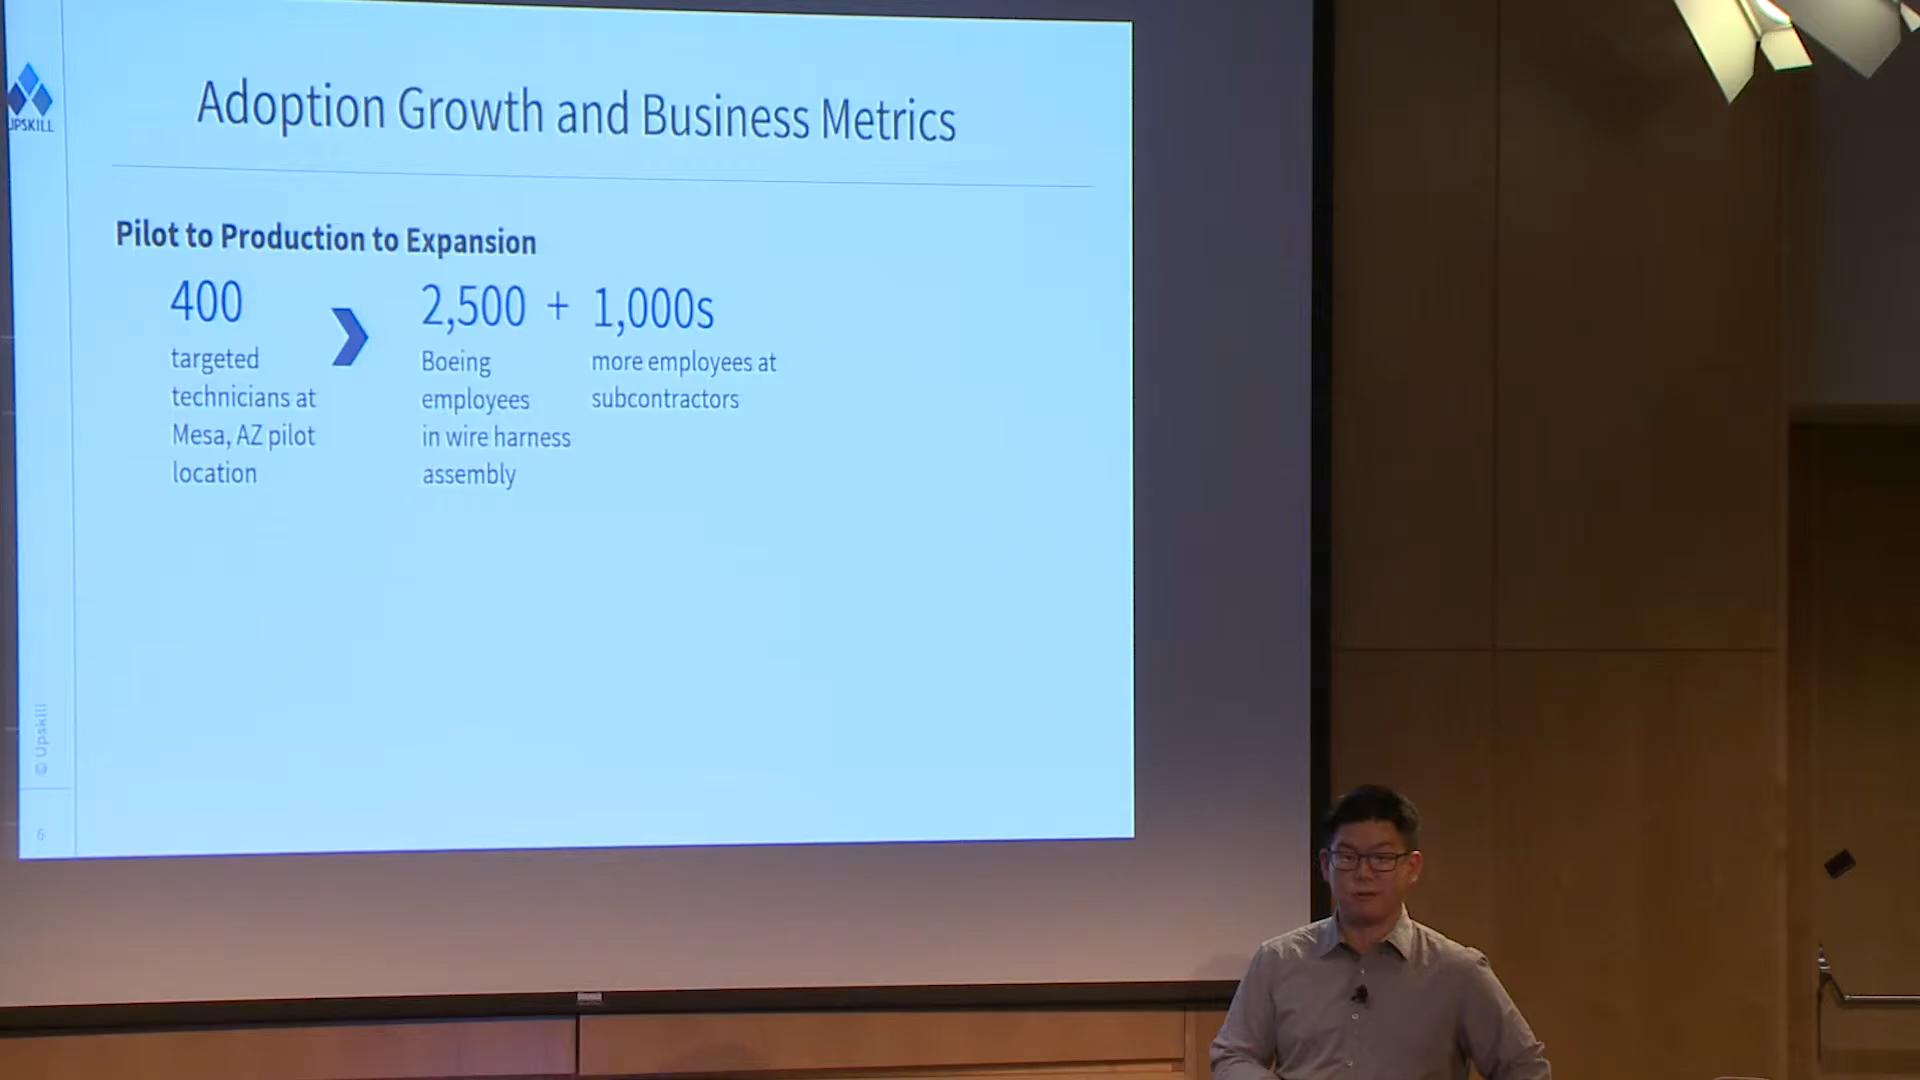 UPSKILL
Adoption Growth and Business Metrics
Pilot to Production to Expansion
400
targeted
technicians at
Mesa, AZ pilot
location
2,500 + 1,000s
Boeing
employees
in wire harness
assembly
more employees at
subcontractors
© Upskill
6